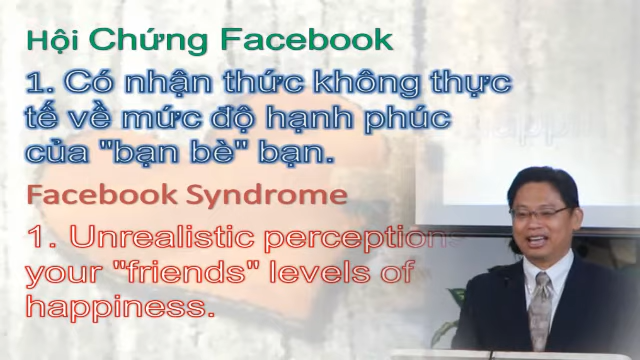 Hội Chứng Facebook
1. Có nhận thức không thực
tế về mức độ hạnh phúc
của "bạn bè" bạn.
Facebook Syndrome
1. Unrealistic perceptions
your "friends" levels of
happiness.